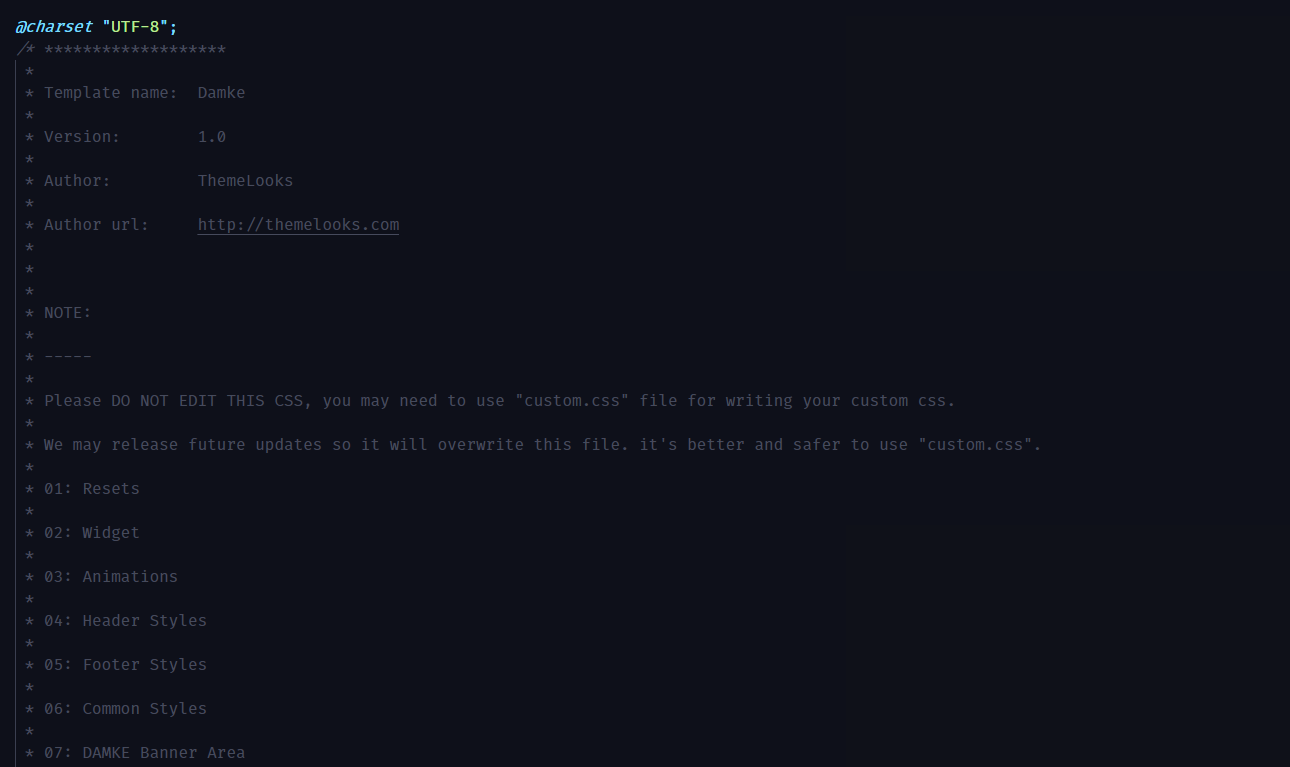 @charset "UTF-8";
/* *******************
*
* Template name:  Damke
*
* Version:        1.0
*
* Author:         ThemeLooks
*
* Author url:     http://themelooks.com
*
*
*
* NOTE:
*
* -----
*
* Please DO NOT EDIT THIS CSS, you may need to use "custom.css" file for writing your custom css.
*
* We may release future updates so it will overwrite this file. it's better and safer to use "custom.css".
*
* 01: Resets
*
* 02: Widget
*
* 03: Animations
*
* 04: Header Styles
*
* 05: Footer Styles
*
* 06: Common Styles
*
* 07: DAMKE Banner Area